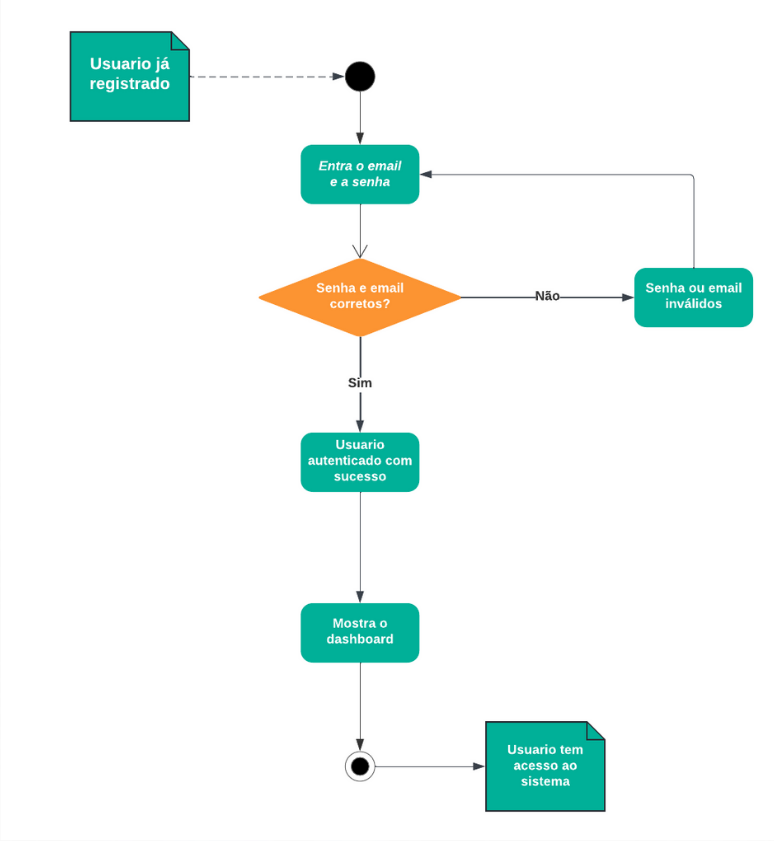 Usuario já
registrado
Entra o email
e a senha
Senha e email
corretos?
Não
Senha ou email
inválidos
Sim
Usuario
autenticado com
sucesso
Mostra o
dashboard
Usuario tem
acesso ao
sistema